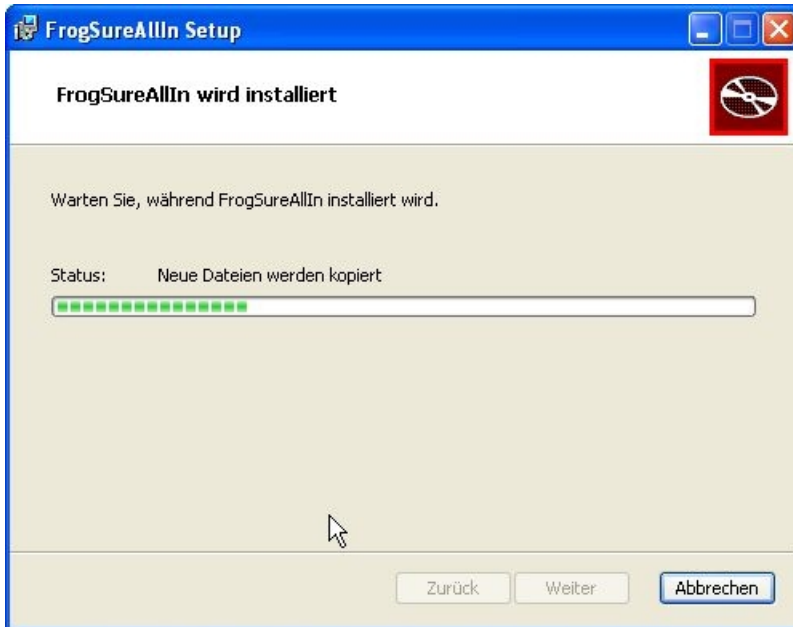 FrogSureAllIn Setup
FrogSureAllIn wird installiert
Warten Sie, während FrogSureAllIn installiert wird.
Status: Neue Dateien werden kopiert
Zurück Weiter Abbrechen